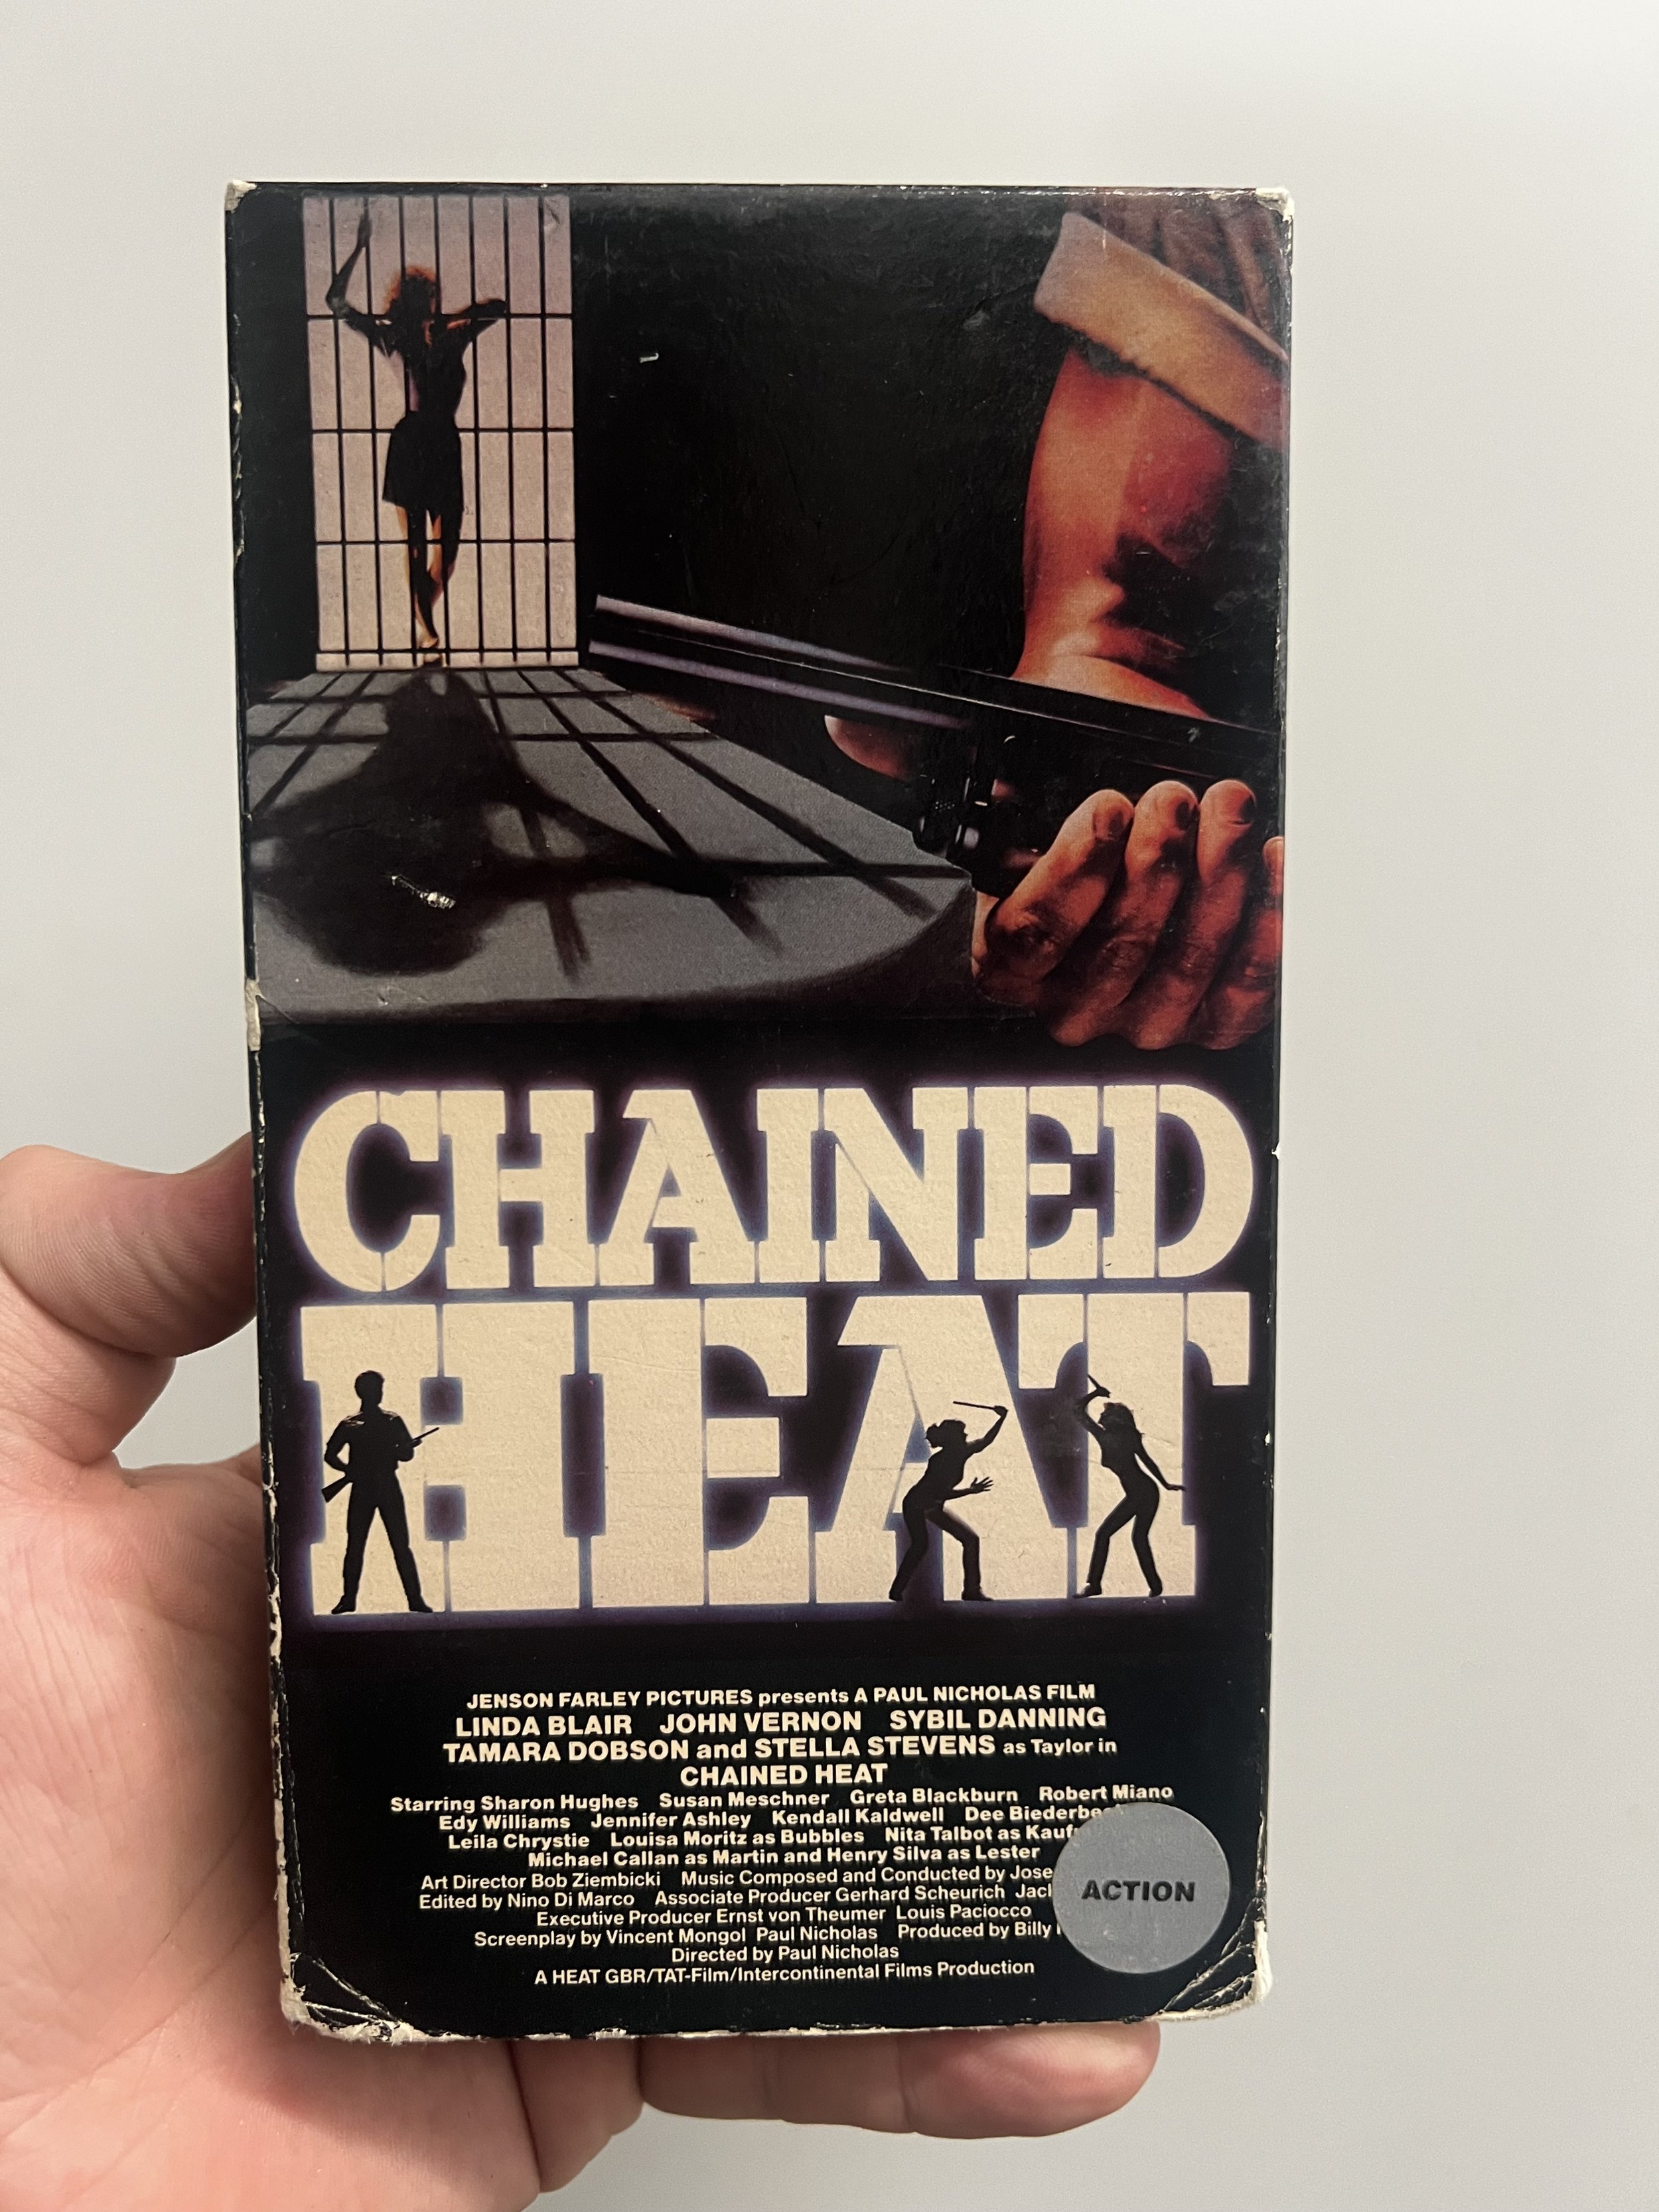 CHAINED
HEAT
JENSON FARLEY PICTURES presents A PAUL NICHOLAS FILM
LINDA BLAIR JOHN VERNON SYBIL DANNING
TAMARA DOBSON and STELLA STEVENS as Taylor in
CHAINED HEAT
Starring Sharon Hughes Susan Meschner Greta Blackburn Robert Miano
Edy Williams Jennifer Ashley Kendall Kaldwell Dee
Leila Chrystie Louisa Moritz as Bubbles Nita Talbot as
Michael Callan as Martin and Henry Silva as Lester
Art Director Bob Ziembicki Music Composed and Conducted by
Edited by Nino Di Marco Associate Producer Gerhard Scheurich
Executive Producer Ernst von Theumer Louis Paciocco
Screenplay by Vincent Mongol Paul Nicholas Produced by Billy
Directed by Paul Nicholas
A HEAT GBR/TAT-Film/Intercontinental Films Production
ACTION